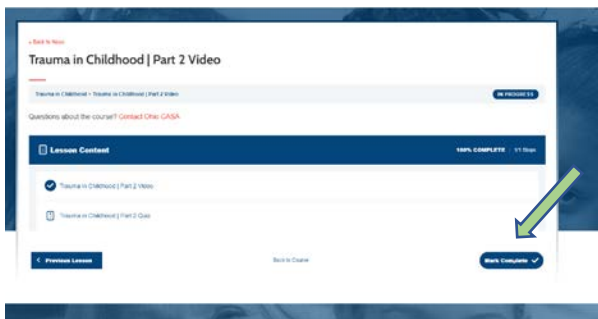 « Back to News
Trauma in Childhood | Part 2 Video
Trauma in Childhood > Trauma in Childhood | Part 2 Video
IN PROGRESS
Questions about the course? Contact Ohio CASA
Lesson Content
100% COMPLETE 1/1 Steps
Trauma in Childhood | Part 2 Video
Trauma in Childhood | Part 2 Quiz
Previous Lesson
Back to Course
Mark Complete